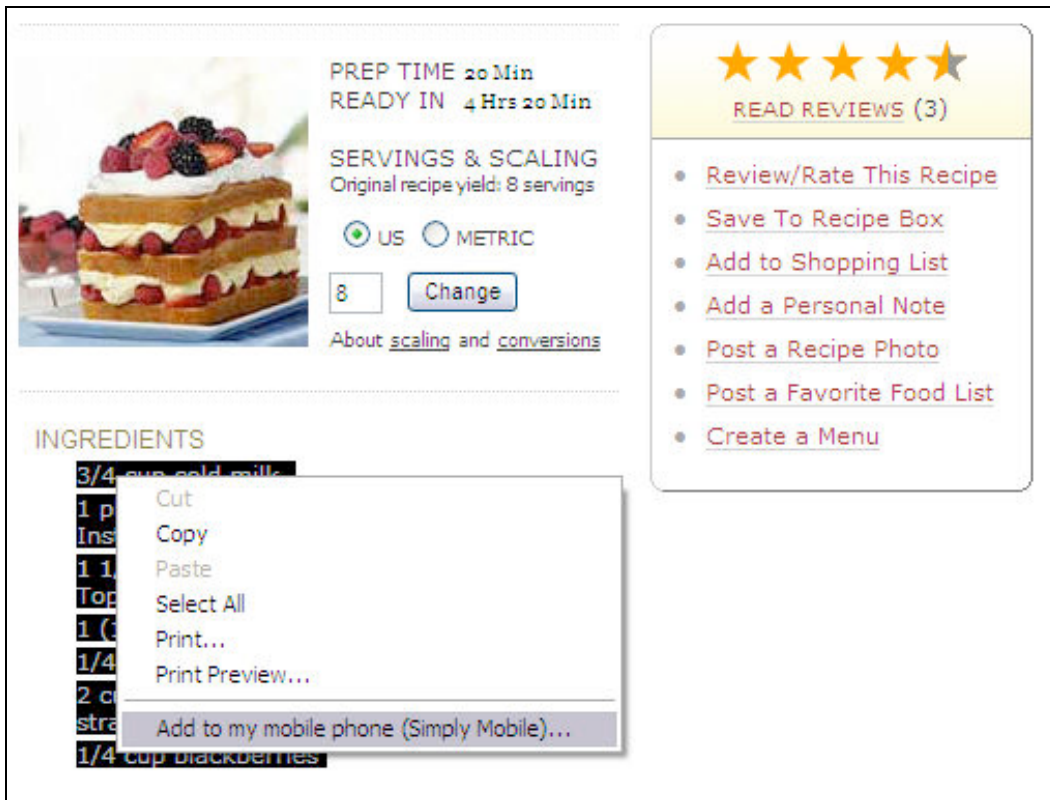 PREP TIME 20 Min
READY IN 4 Hrs 20 Min
SERVINGS & SCALING
Original recipe yield: 8 servings
US METRIC
8 Change
About scaling and conversions
READ REVIEWS (3)
Review/Rate This Recipe
Save To Recipe Box
Add to Shopping List
Add a Personal Note
Post a Recipe Photo
Post a Favorite Food List
Create a Menu
INGREDIENTS
3/4 cup cold milk
1 p
Inst
1 1/
Top
1 (
1/4
2 cu
stra
1/4 cup blackberries
Cut
Copy
Paste
Select All
Print...
Print Preview...
Add to my mobile phone (Simply Mobile)...